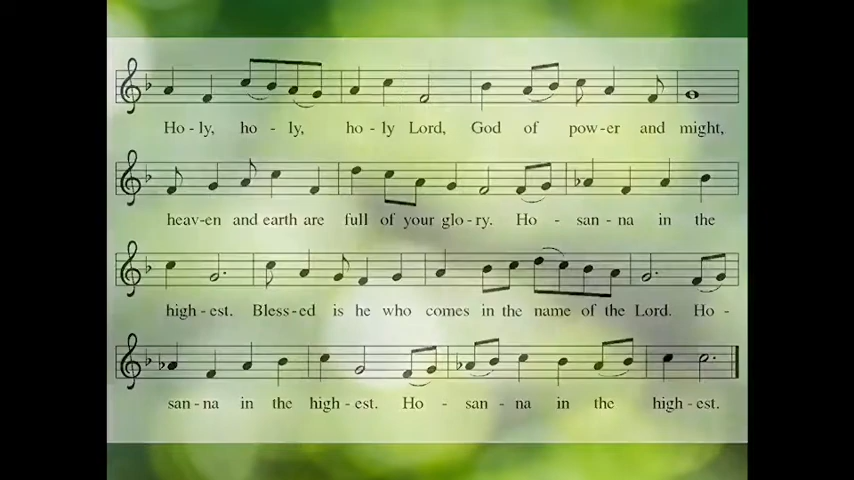 Ho - ly, ho - ly, ho - ly Lord, God of pow - er and might,
heav - en and earth are full of your glo - ry. Ho - san - na in the
high - est. Bless - ed is he who comes in the name of the Lord. Ho -
san - na in the high - est. Ho - san - na in the high - est.